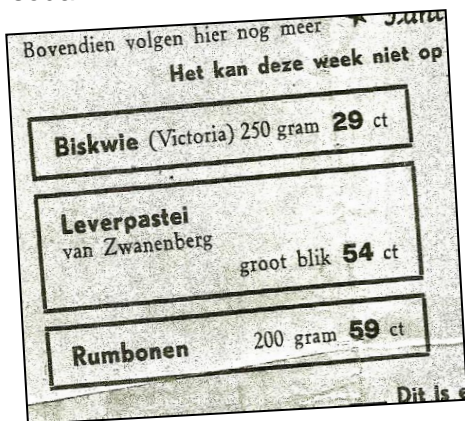 Bovendien volgen hier nog meer
Het kan deze week niet op
Biskwie (Victoria) 250 gram 29 ct
Leverpastei
van Zwanenberg
groot blik 54 ct
Rumbonen 200 gram 59 ct
Dit is